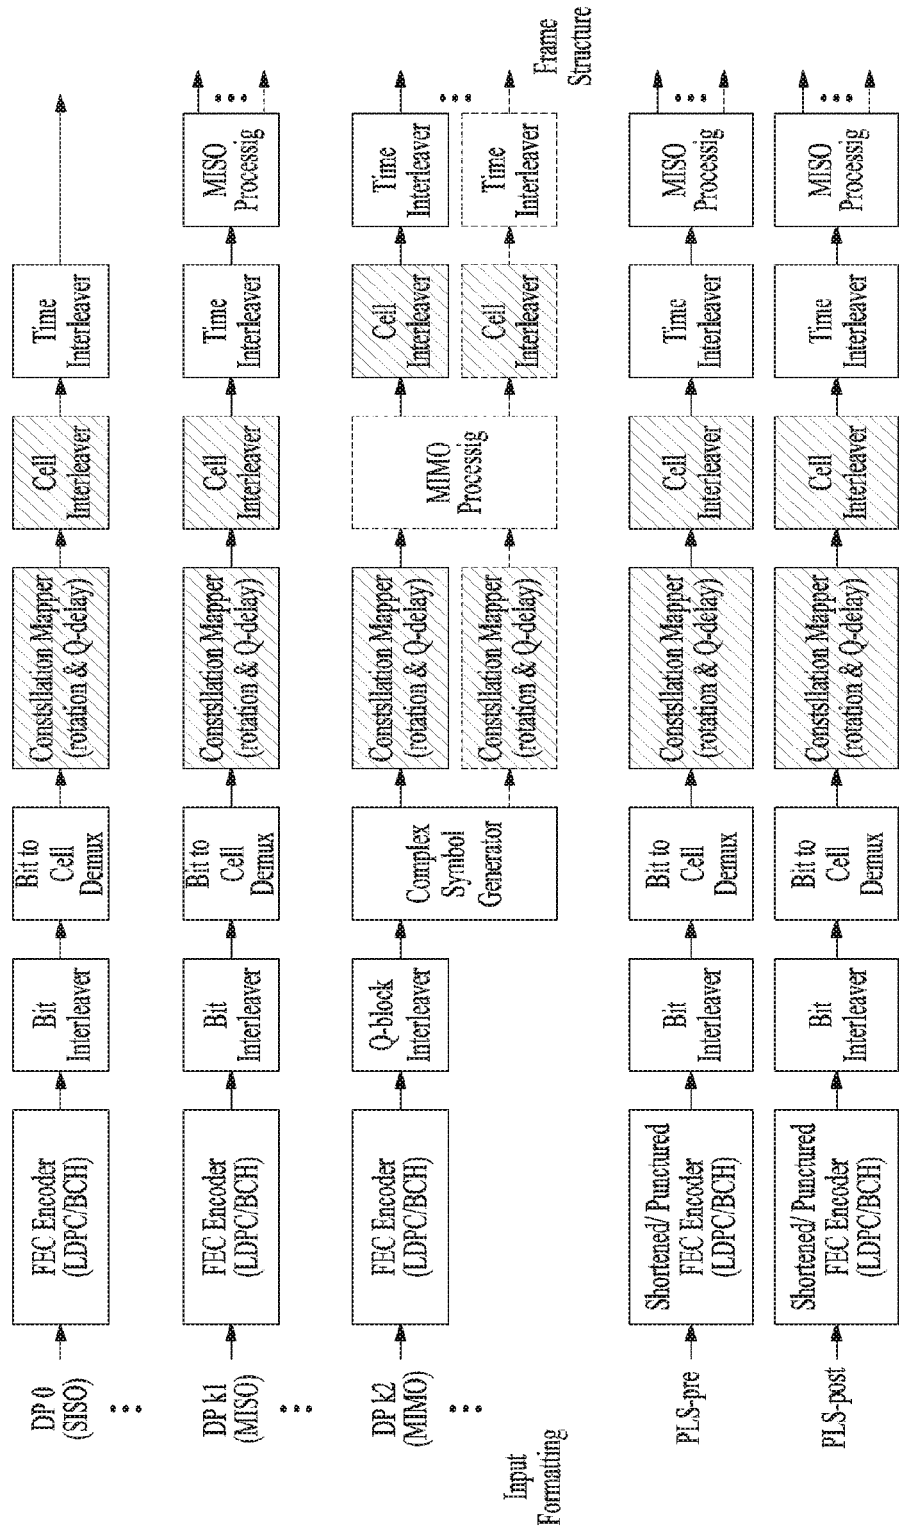 DP 0
(SISO)
FEC Encoder
(LDPC/BCH)
Bit
Interleaver
Bit to
Cell
Demux
Constsllation Mapper
(rotation & Q-delay)
Cell
Interleaver
Time
Interleaver
DP k1
(MISO)
FEC Encoder
(LDPC/BCH)
Bit
Interleaver
Bit to
Cell
Demux
Constsllation Mapper
(rotation & Q-delay)
Cell
Interleaver
Time
Interleaver
MISO
Processig
DP k2
(MIMO)
FEC Encoder
(LDPC/BCH)
Q-block
Interleaver
Complex
Symbol
Generator
Constsllation Mapper
(rotation & Q-delay)
Constsllation Mapper
(rotation & Q-delay)
MIMO
Processig
Cell
Interleaver
Cell
Interleaver
Time
Interleaver
Time
Interleaver
Input
Formatting
Frame
Structure
PLS-pre
Shortened/ Punctured
FEC Encoder
(LDPC/BCH)
Bit
Interleaver
Bit to
Cell
Demux
Constsllation Mapper
(rotation & Q-delay)
Cell
Interleaver
Time
Interleaver
MISO
Processig
PLS-post
Shortened/ Punctured
FEC Encoder
(LDPC/BCH)
Bit
Interleaver
Bit to
Cell
Demux
Constsllation Mapper
(rotation & Q-delay)
Cell
Interleaver
Time
Interleaver
MISO
Processig